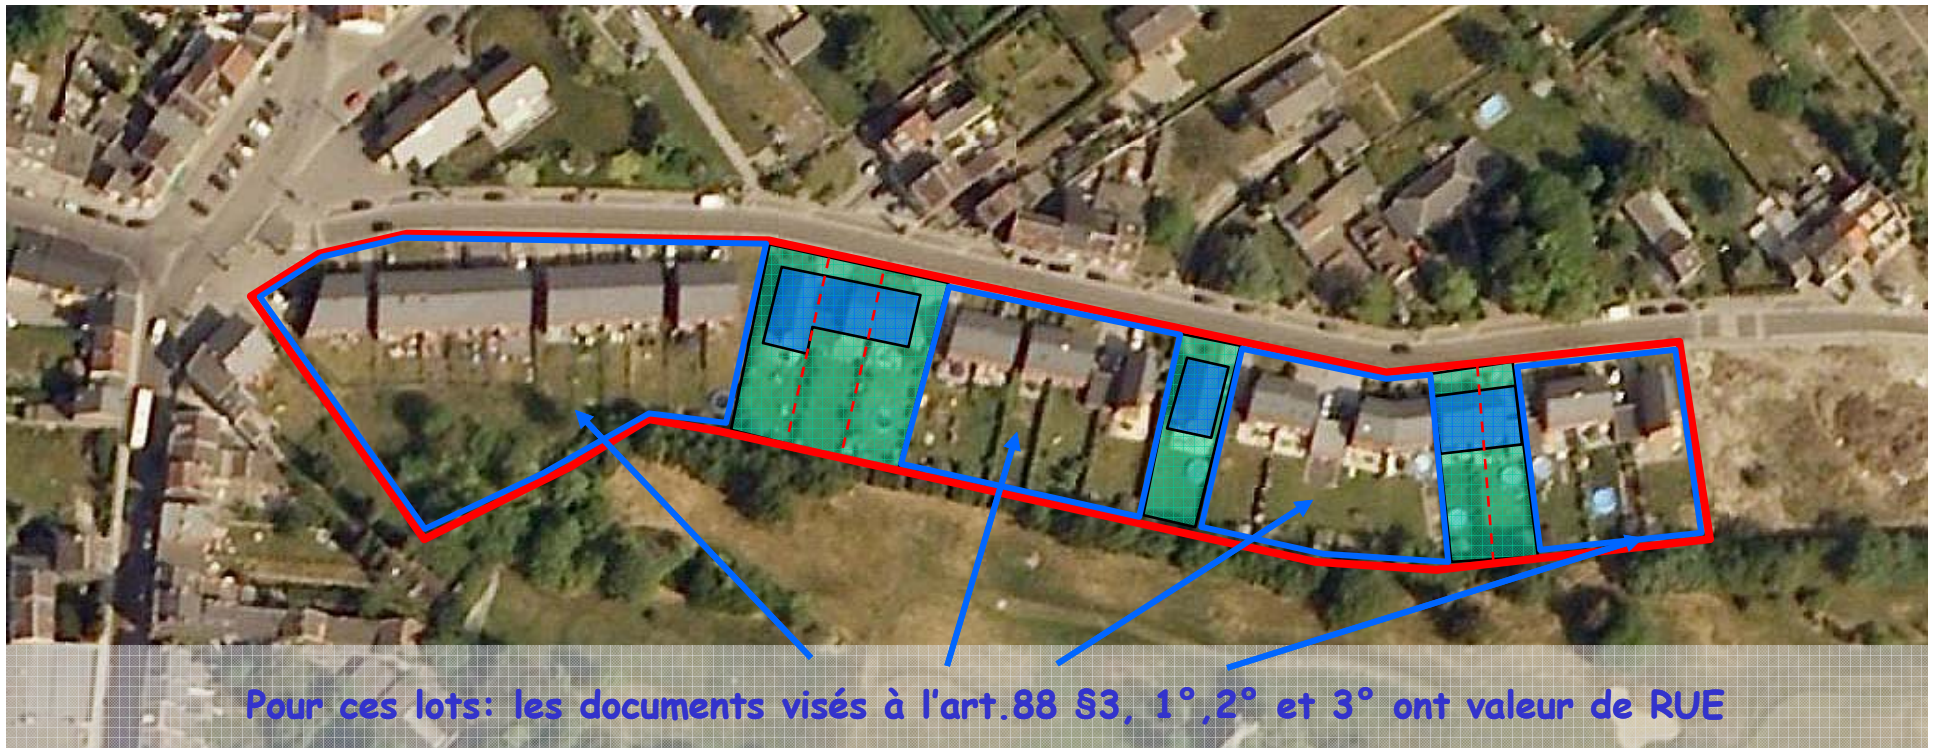 Pour ces lots: les documents visés à l'art.88 §3, 1°,2° et 3° ont valeur de RUE